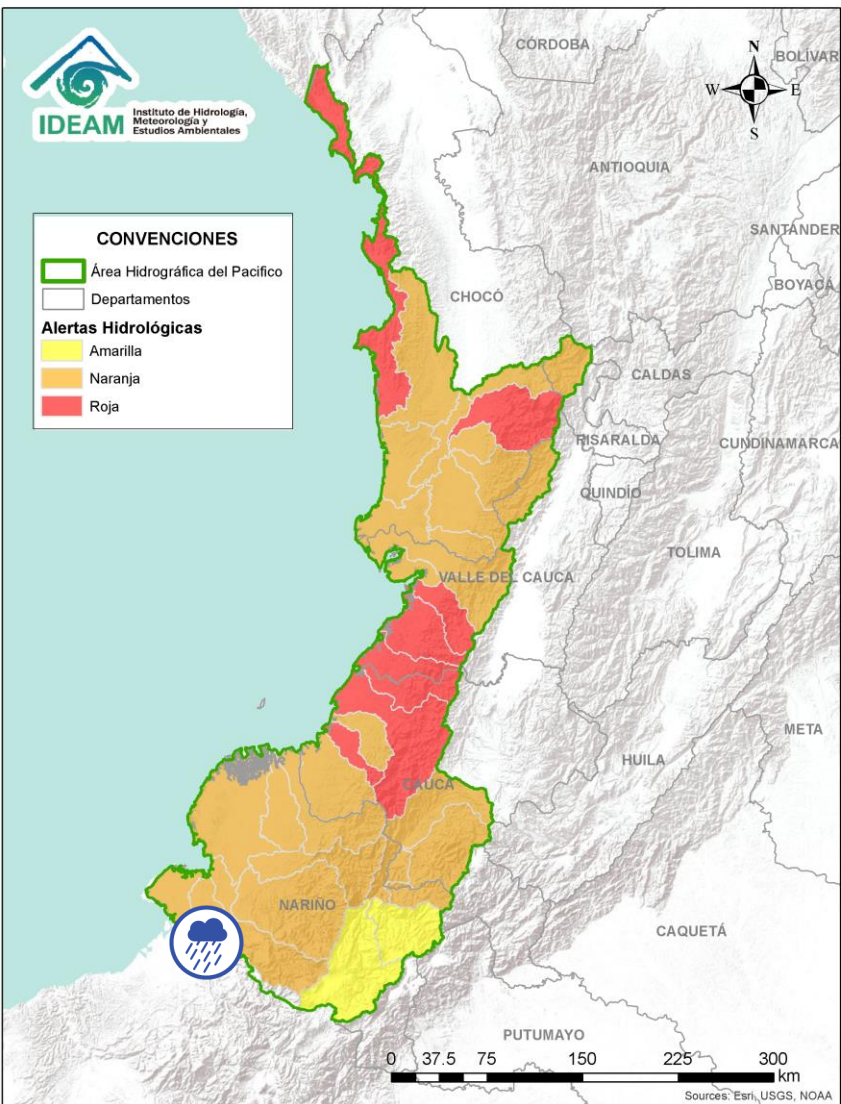 IDEAM
Instituto de Hidrología,
Meteorología y
Estudios Ambientales
CÓRDOBA
BOLÍVAR
N
W
E
S
ANTIOQUIA
SANTANDER
BOYACÁ
CONVENCIONES
Área Hidrográfica del Pacifico
Departamentos
Alertas Hidrológicas
Amarilla
Naranja
Roja
CHOCÓ
CALDAS
RISARALDA
CUNDINAMARCA
QUINDÍO
TOLIMA
VALLE DEL CAUCA
META
HUILA
CAUCA
NARIÑO
CAQUETÁ
PUTUMAYO
0 37.5 75 150 225 300
km
Sources: Esri, USGS, NOAA